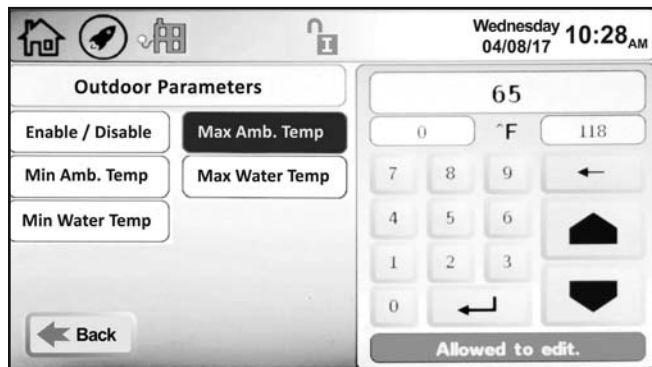 Wednesday
04/08/17
10:28 AM
Outdoor Parameters
Enable / Disable
Max Amb. Temp
Min Amb. Temp
Max Water Temp
Min Water Temp
Back
65
0
°F
118
7 8 9
4 5 6
1 2 3
0
Allowed to edit.